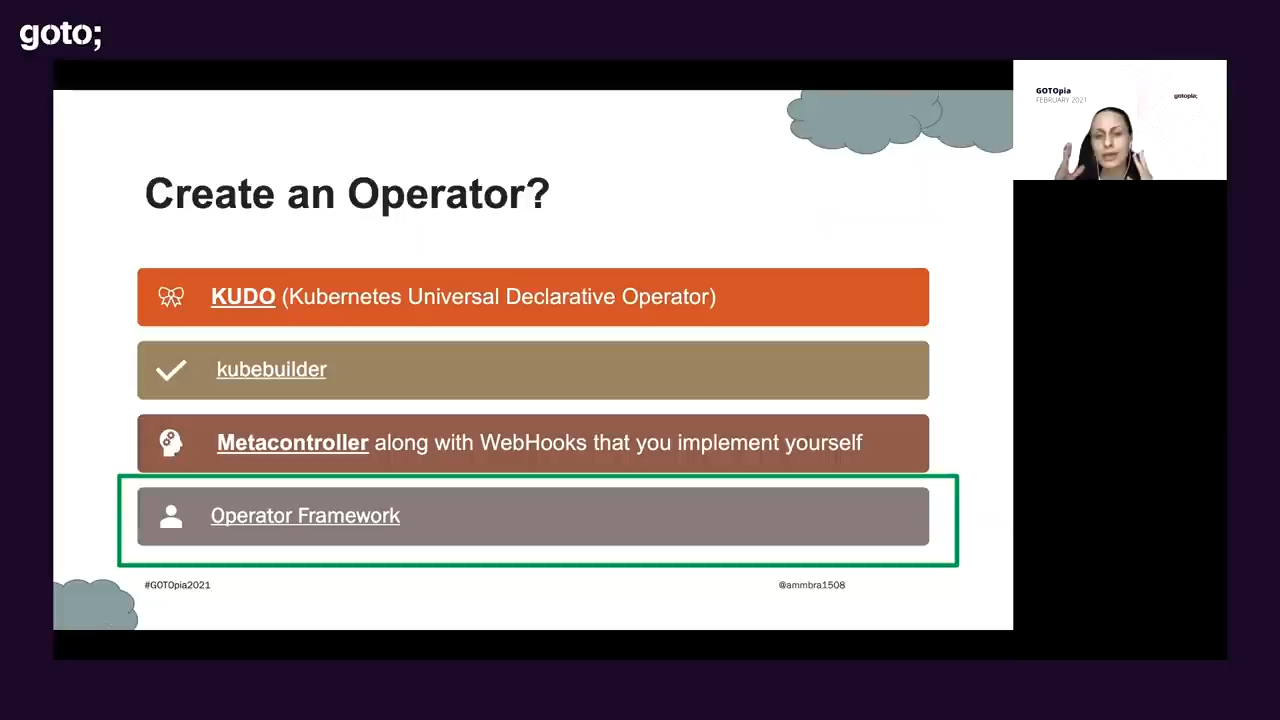 goto;
GOTOpia
FEBRUARY 2021
gotopia;
Create an Operator?
KUDO (Kubernetes Universal Declarative Operator)
kubebuilder
Metacontroller along with WebHooks that you implement yourself
Operator Framework
#GOTOpia2021
@ammbra1508